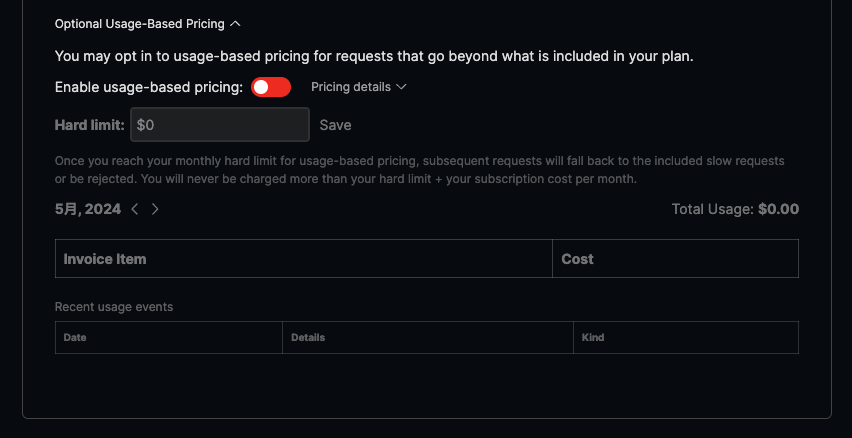 Optional Usage-Based Pricing
You may opt in to usage-based pricing for requests that go beyond what is included in your plan.
Enable usage-based pricing: Pricing details
Hard limit: $0 Save
Once you reach your monthly hard limit for usage-based pricing, subsequent requests will fall back to the included slow requests
or be rejected. You will never be charged more than your hard limit + your subscription cost per month.
5月, 2024 Total Usage: $0.00
Invoice Item Cost
Recent usage events
Date Details Kind